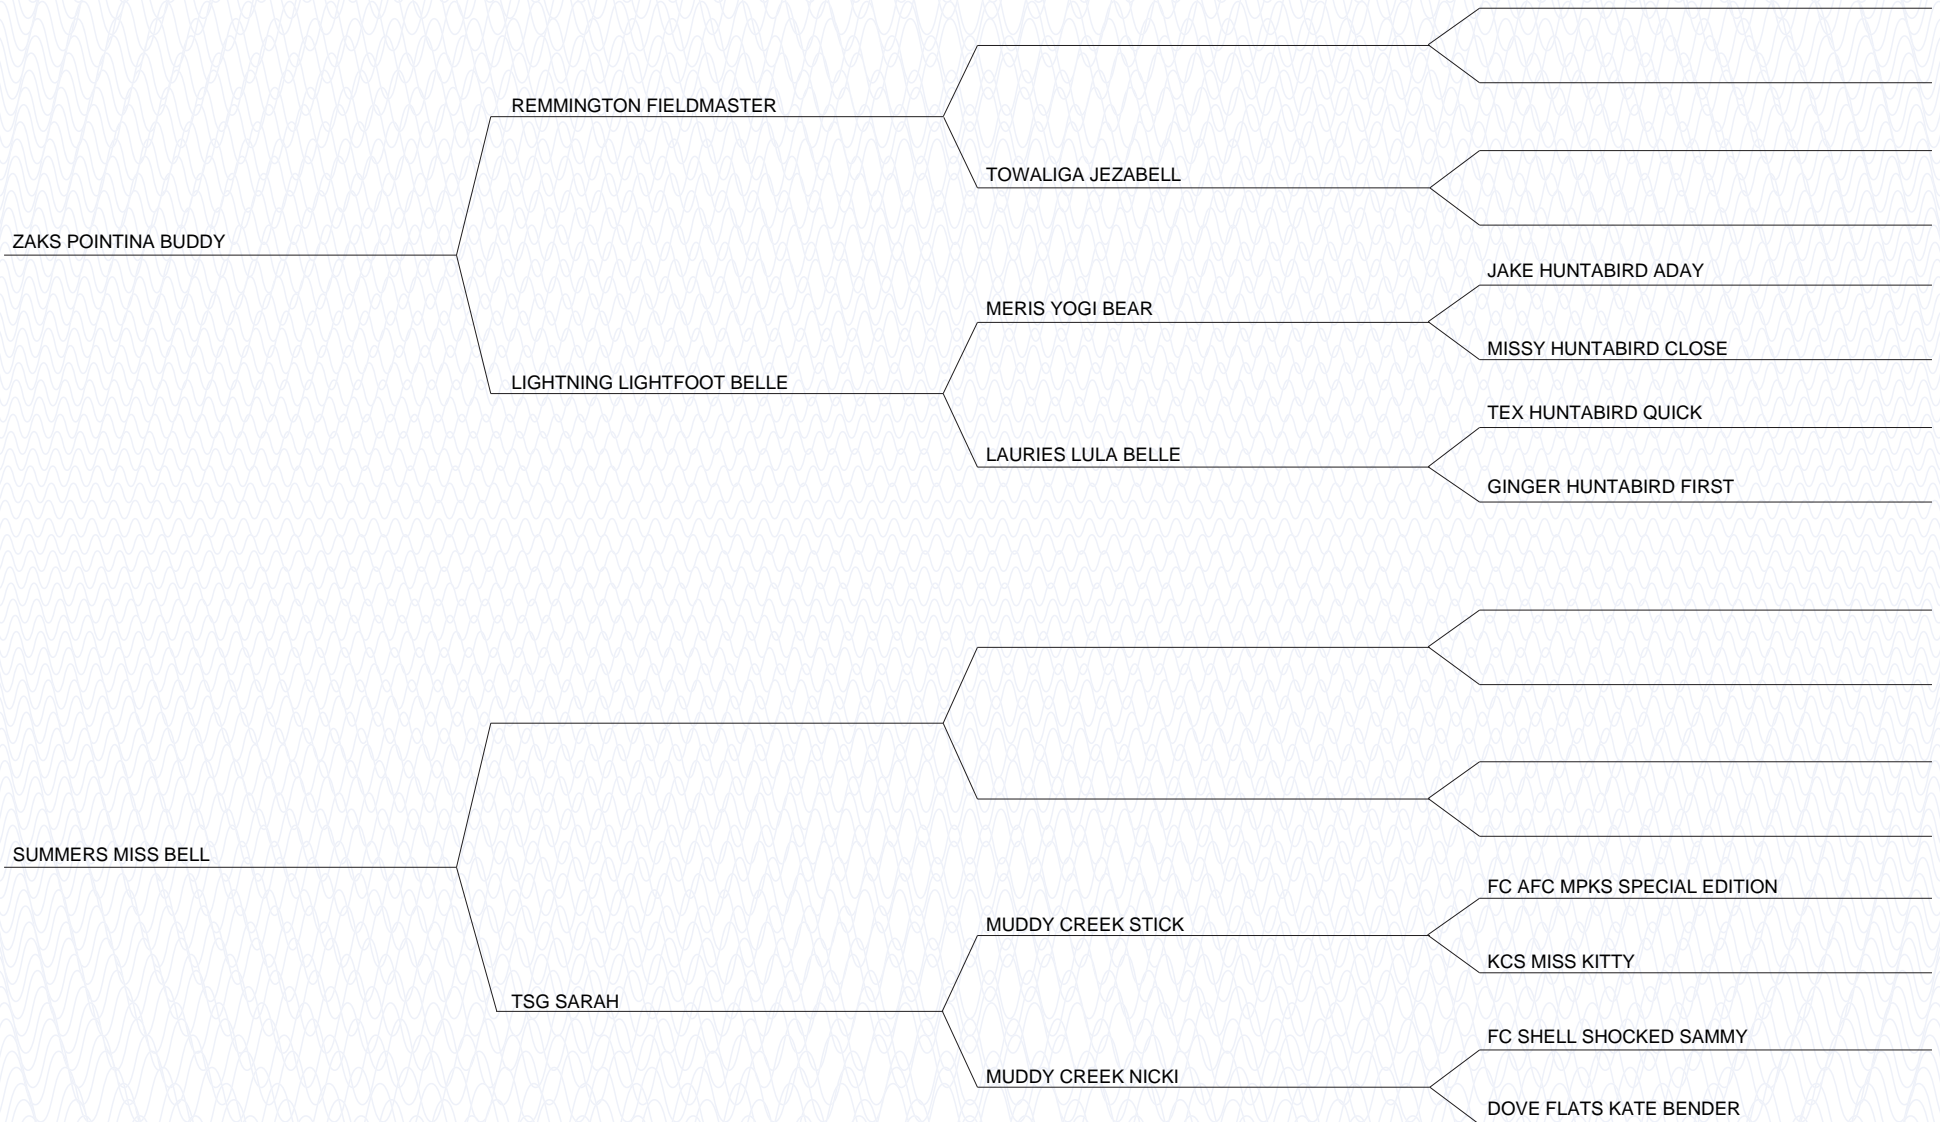 REMMINGTON FIELDMASTER
TOWALIGA JEZABELL
ZAKS POINTINA BUDDY
JAKE HUNTABIRD ADAY
MERIS YOGI BEAR
MISSY HUNTABIRD CLOSE
LIGHTNING LIGHTFOOT BELLE
TEX HUNTABIRD QUICK
LAURIES LULA BELLE
GINGER HUNTABIRD FIRST
SUMMERS MISS BELL
FC AFC MPKS SPECIAL EDITION
MUDDY CREEK STICK
KCS MISS KITTY
TSG SARAH
FC SHELL SHOCKED SAMMY
MUDDY CREEK NICKI
DOVE FLATS KATE BENDER